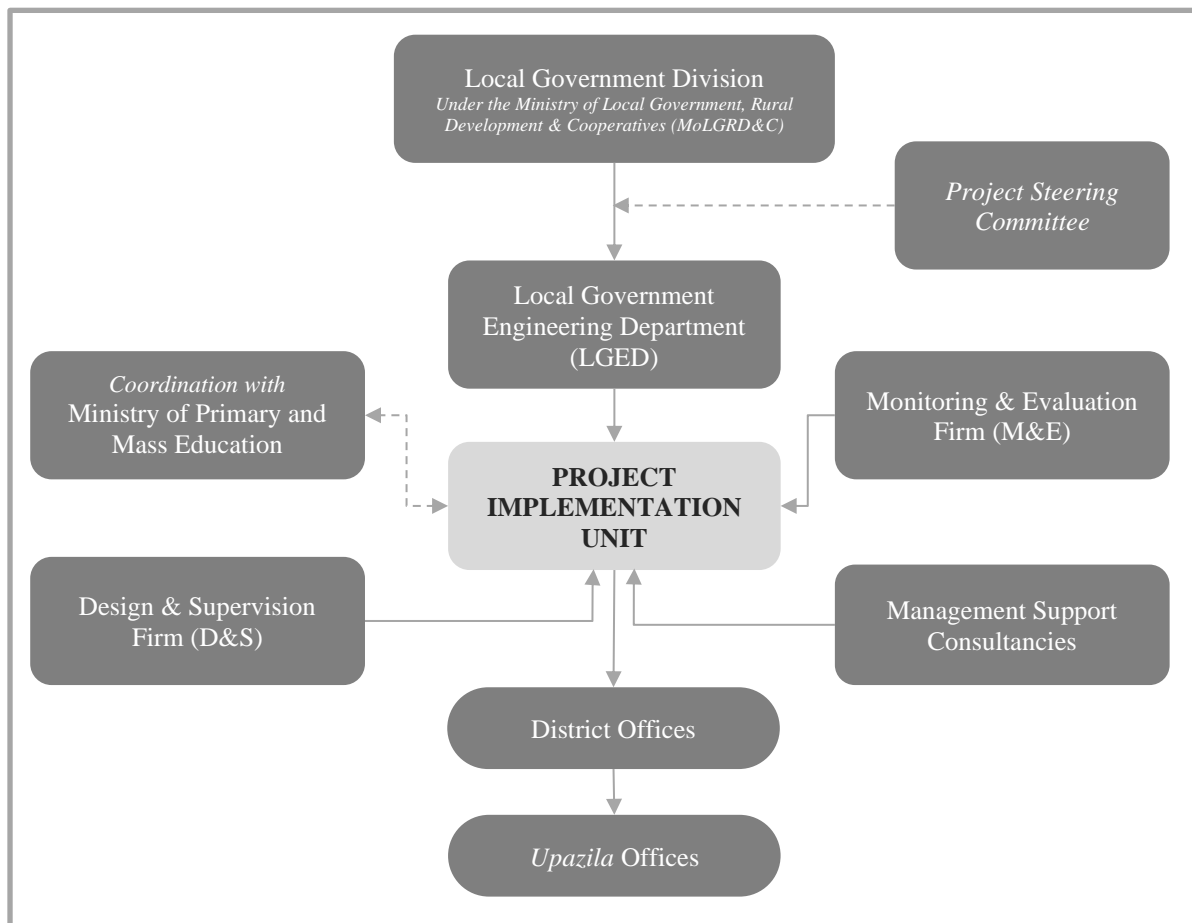 Local Government Division
Under the Ministry of Local Government, Rural
Development & Cooperatives (MoLGRD&C)
Project Steering
Committee
Local Government
Engineering Department
(LGED)
Coordination with
Ministry of Primary and
Mass Education
Monitoring & Evaluation
Firm (M&E)
PROJECT
IMPLEMENTATION
UNIT
Design & Supervision
Firm (D&S)
Management Support
Consultancies
District Offices
Upazila Offices